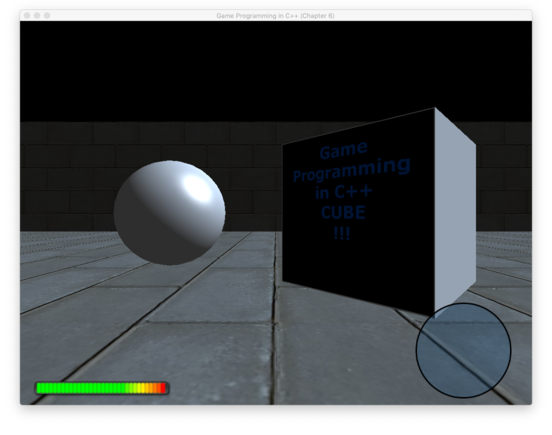 Game Programming in C++ (Chapter 6)
Game
Programming
in C++
CUBE
!!!